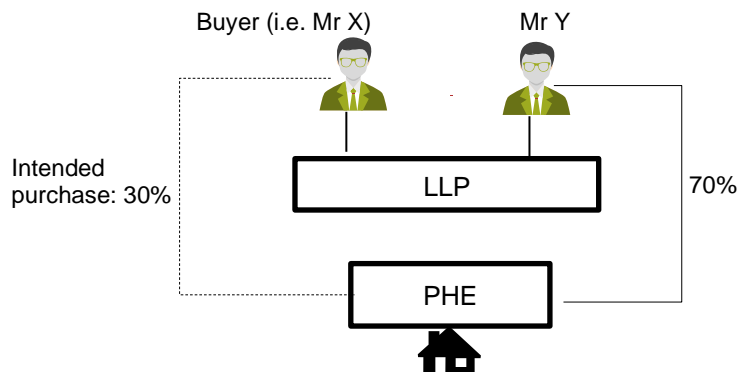 Buyer (i.e. Mr X)
Mr Y
Intended
purchase: 30%
LLP
70%
PHE